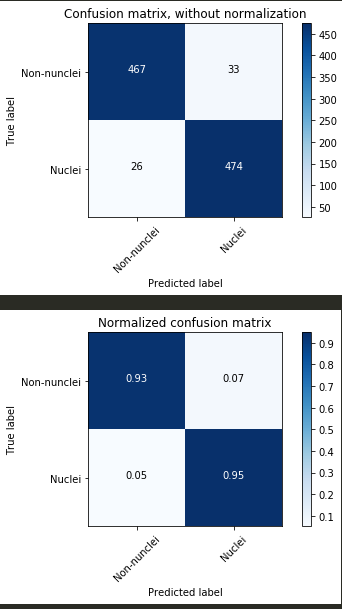 Confusion matrix, without normalization
Non-nunclei 467 33
Nuclei 26 474
True label
Non-nunclei Nuclei
Predicted label
450
400
350
300
250
200
150
100
50
Normalized confusion matrix
Non-nunclei 0.93 0.07
Nuclei 0.05 0.95
True label
Non-nunclei Nuclei
Predicted label
0.9
0.8
0.7
0.6
0.5
0.4
0.3
0.2
0.1